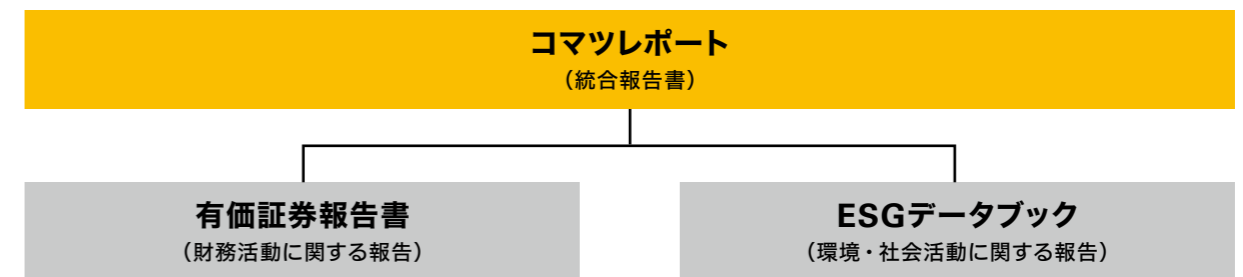 コマツレポート
（統合報告書）
有価証券報告書
（財務活動に関する報告）
ESGデータブック
（環境・社会活動に関する報告）